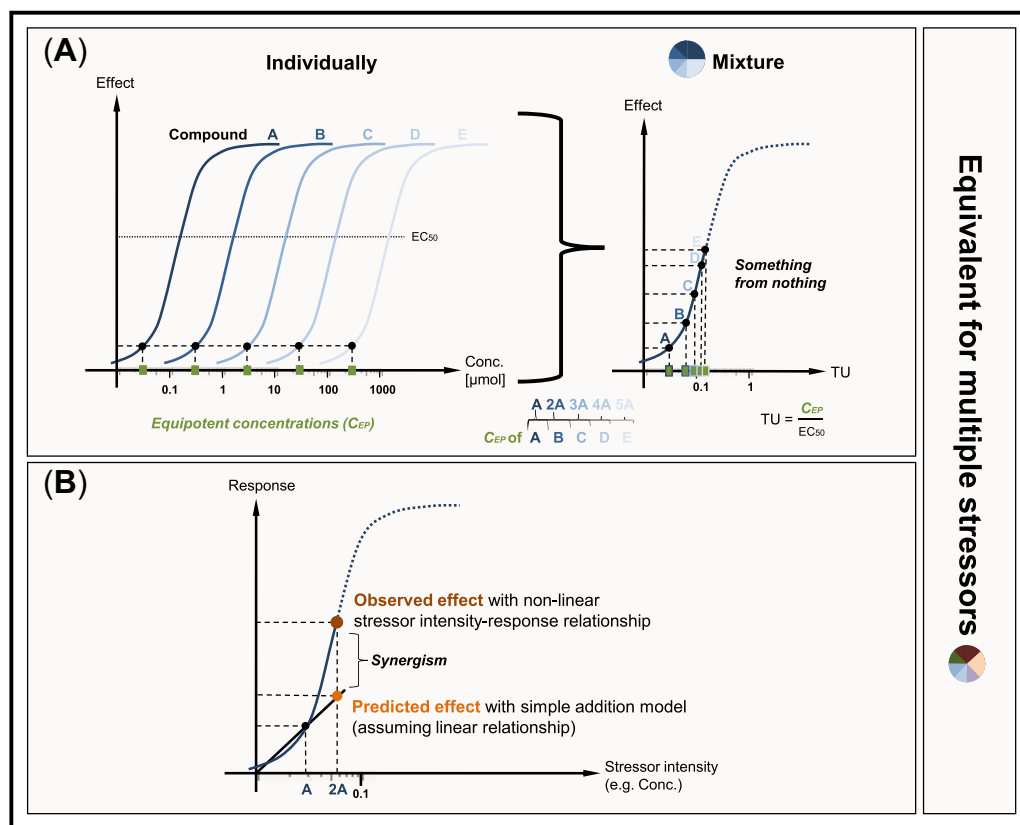 (A)
Individually
Mixture
Effect
Compound A B C D E
EC50
0.1 1 10 100 1000
Conc.
[µmol]
Equipotent concentrations (CEP)
Effect
E
D
C
B
A
Something
from nothing
0.1 1
TU
A 2A 3A 4A 5A
CEP of A B C D E
TU = CEP
EC50
(B)
Response
Observed effect with non-linear
stressor intensity-response relationship
Synergism
Predicted effect with simple addition model
(assuming linear relationship)
A 2A 0.1
Stressor intensity
(e.g. Conc.)
Equivalent for multiple stressors